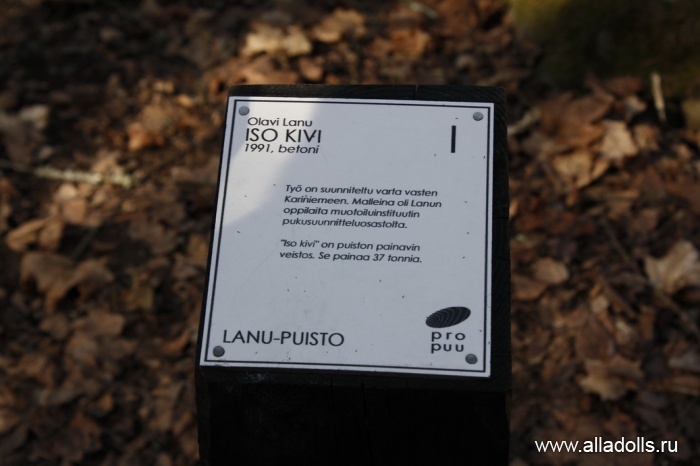 Olavi Lanu
ISO KIVI
1991, betoni
I
Työ on suunniteltu varta vasten
Kariniemeen. Malleina oli Lanun
oppilaita muotoiluinstituutin
pukusuunnitteluosastolta.
"Iso kivi" on puiston painavin
veistos. Se painaa 37 tonnia.
LANU-PUISTO
pro
puu
www.alladolls.ru